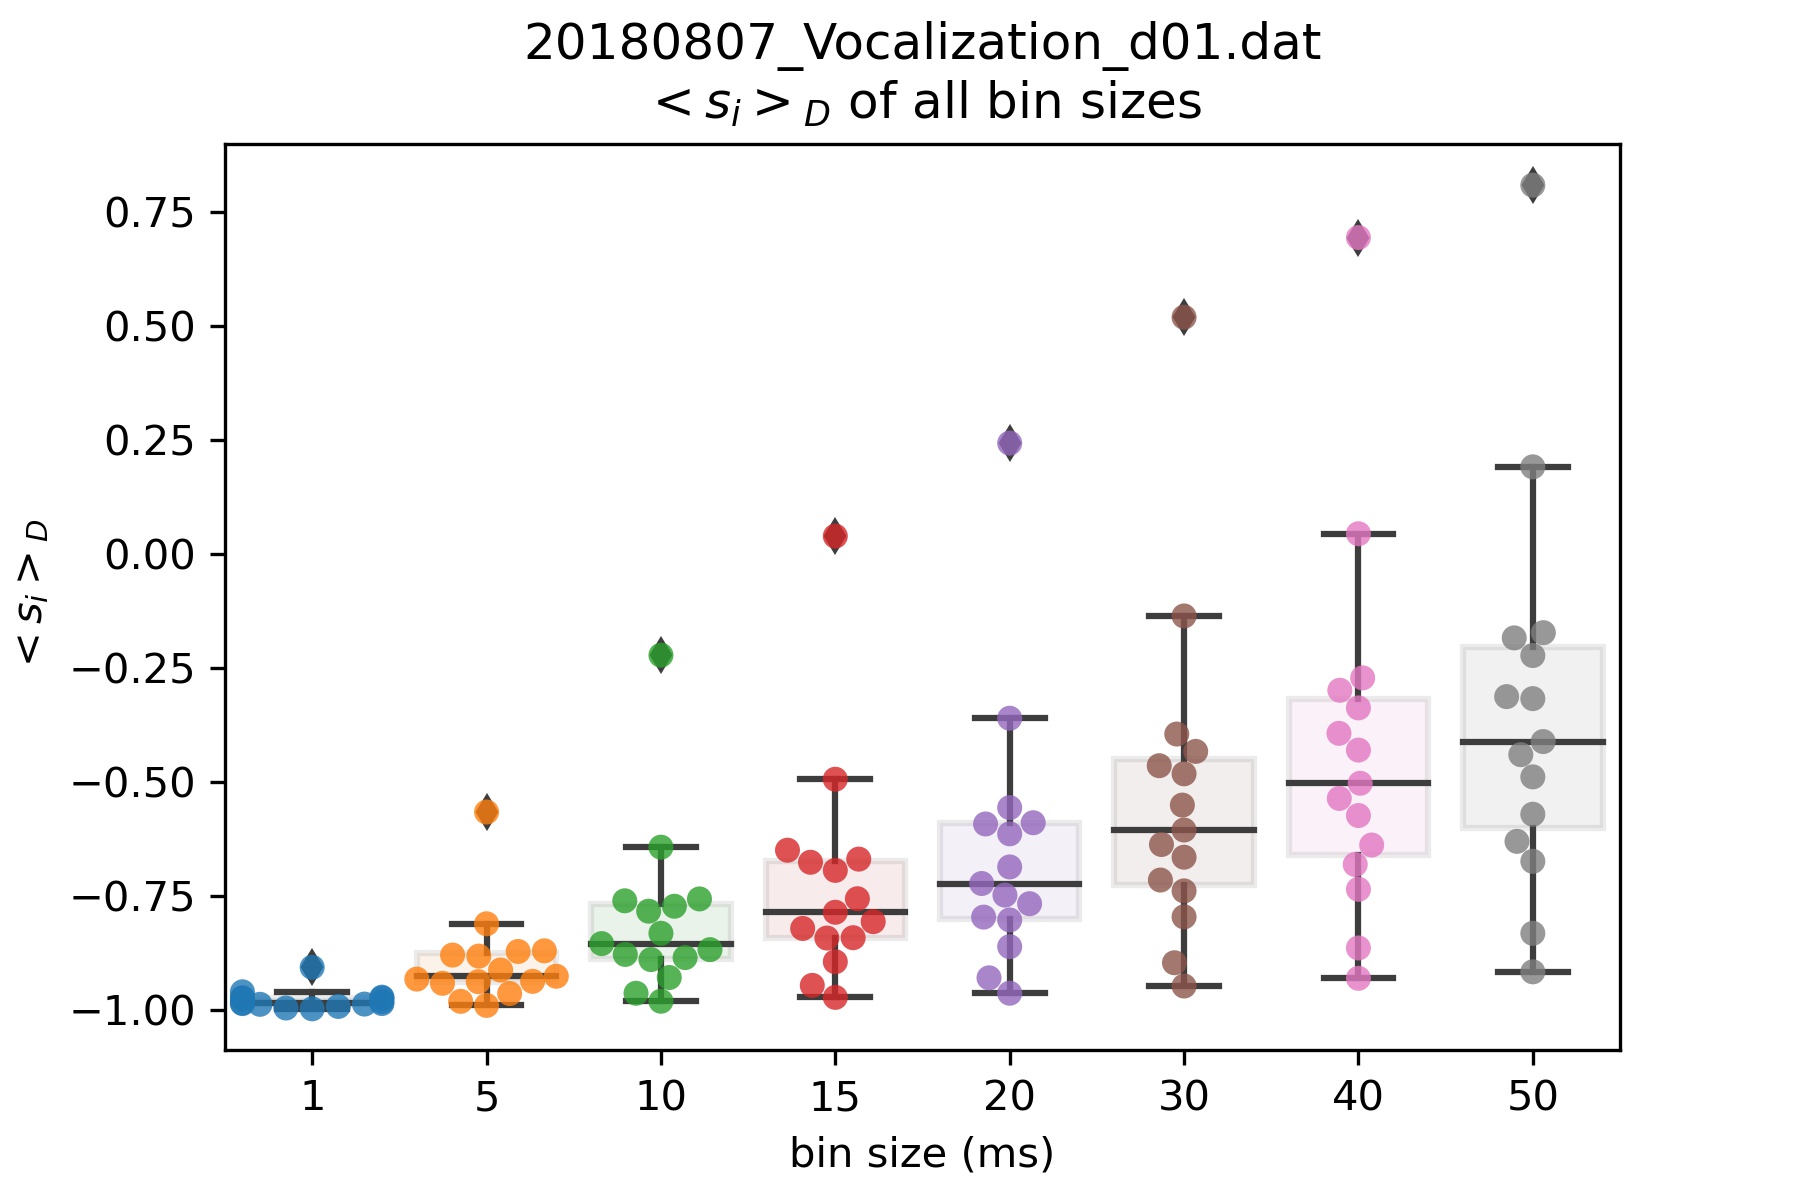 20180807_Vocalization_d01.dat
< s_i >_D of all bin sizes
< s_i >_D
0.75
0.50
0.25
0.00
−0.25
−0.50
−0.75
−1.00
1 5 10 15 20 30 40 50
bin size (ms)